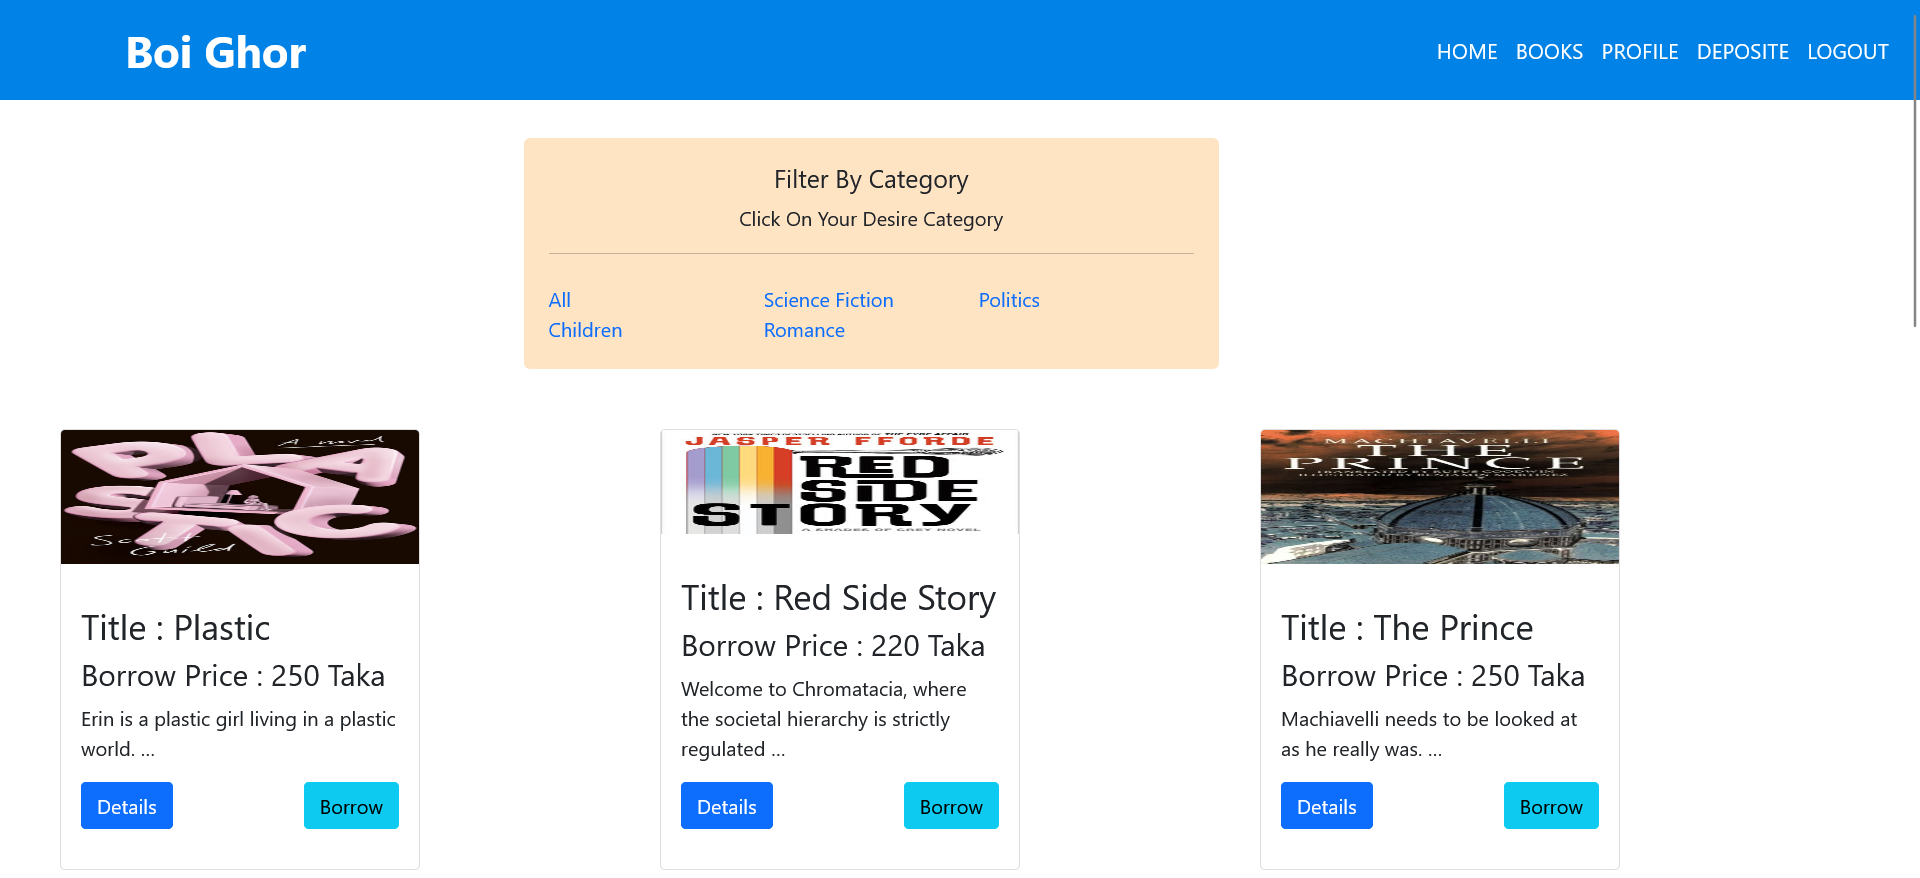 Boi Ghor
HOME BOOKS PROFILE DEPOSITE LOGOUT
Filter By Category
Click On Your Desire Category
All Science Fiction Politics
Children Romance
A novel
PLASTIC
Scott Guild
Title : Plastic
Borrow Price : 250 Taka
Erin is a plastic girl living in a plastic
world. ...
Details Borrow
JASPER FFORDE
RED
SIDE
STORY
A SHADES OF GREY NOVEL
Title : Red Side Story
Borrow Price : 220 Taka
Welcome to Chromatacia, where
the societal hierarchy is strictly
regulated ...
Details Borrow
MACHIAVELLI
THE
PRINCE
Title : The Prince
Borrow Price : 250 Taka
Machiavelli needs to be looked at
as he really was. ...
Details Borrow